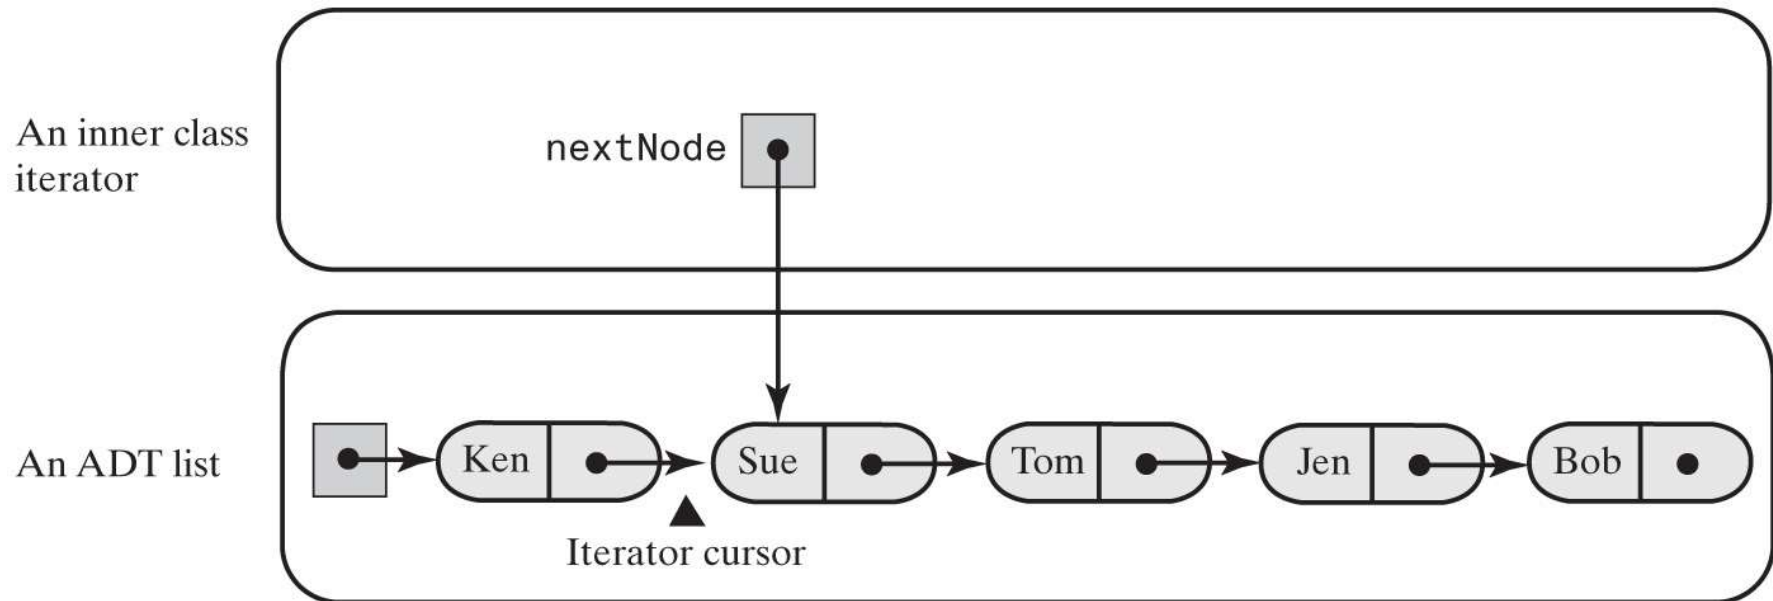 An inner class
iterator
nextNode
An ADT list
Ken
Sue
Tom
Jen
Bob
Iterator cursor